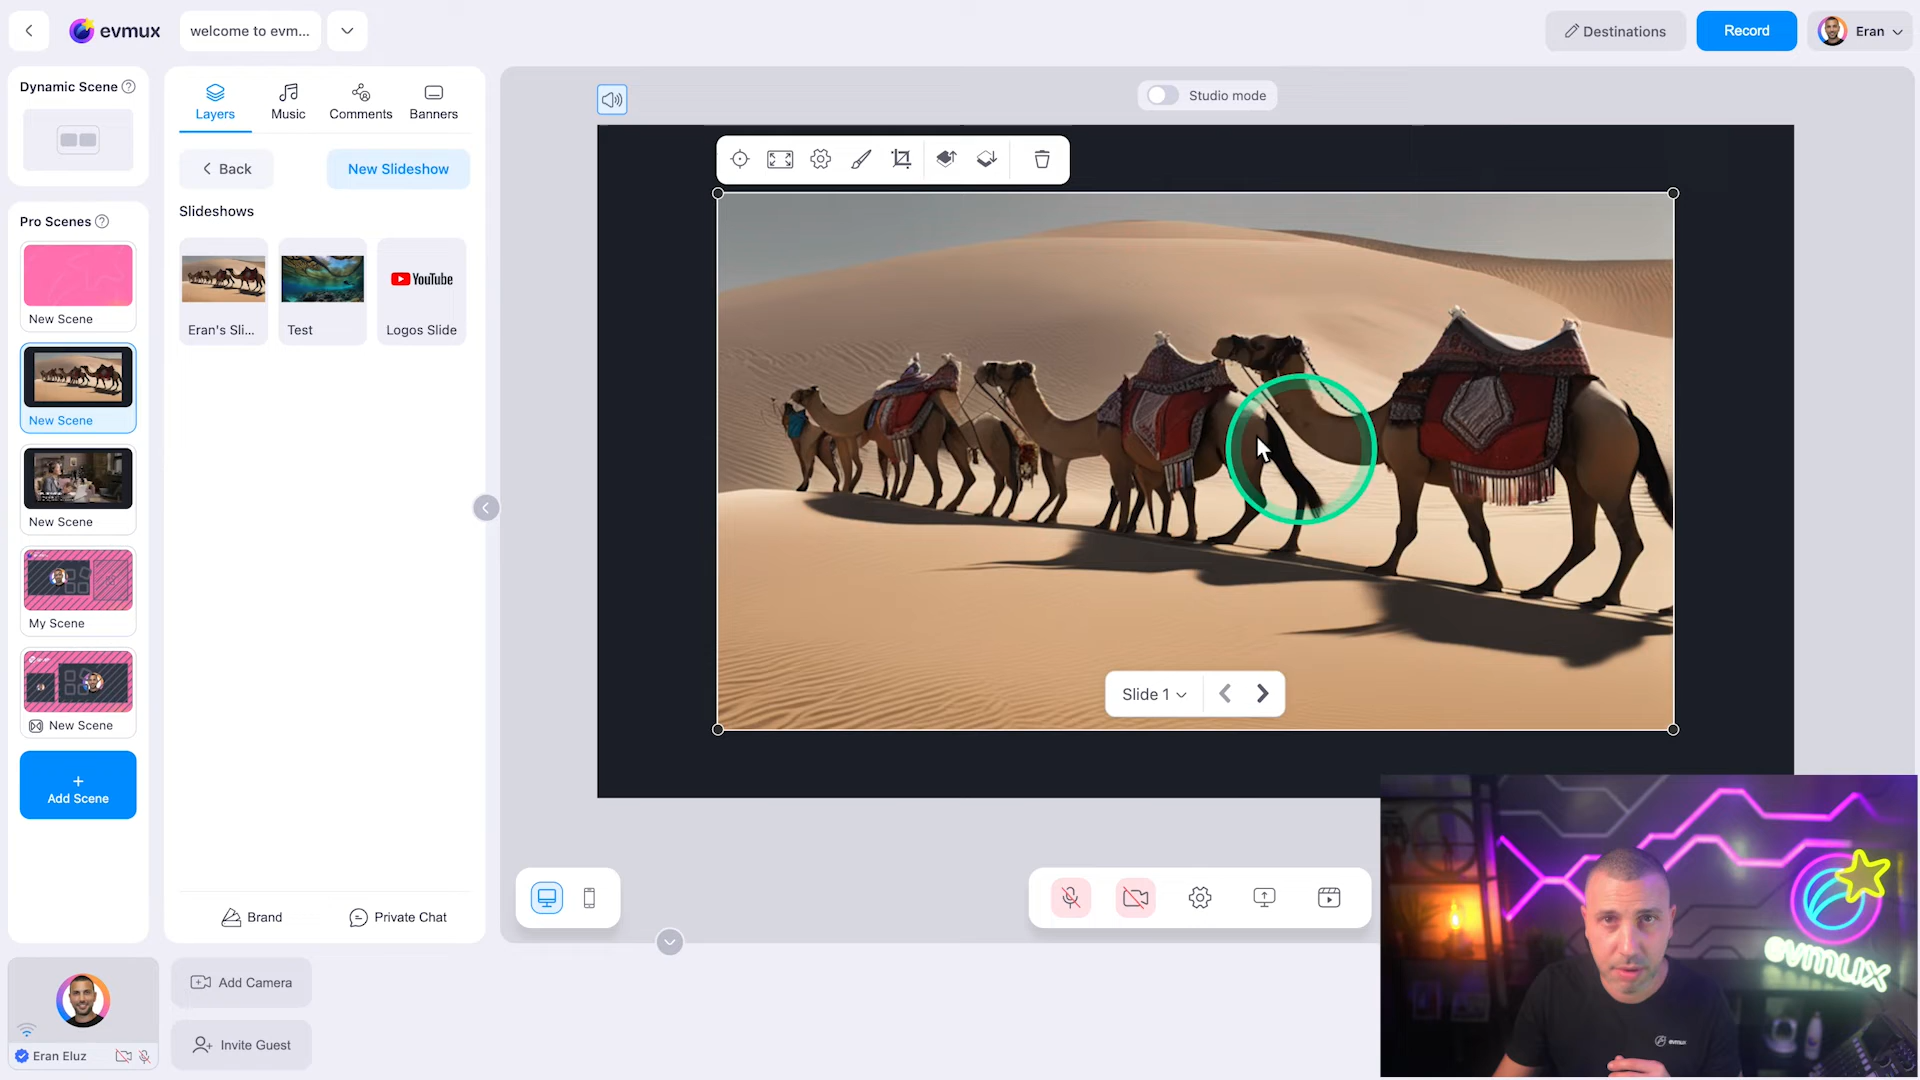 evmux
welcome to evm...
Destinations
Record
Eran
Dynamic Scene
Layers
Music
Comments
Banners
Studio mode
Back
New Slideshow
Pro Scenes
Slideshows
YouTube
Eran's Sli...
Test
Logos Slide
New Scene
New Scene
New Scene
My Scene
New Scene
Slide 1
+
Add Scene
Brand
Private Chat
Add Camera
Invite Guest
Eran Eluz
evmux
evmux